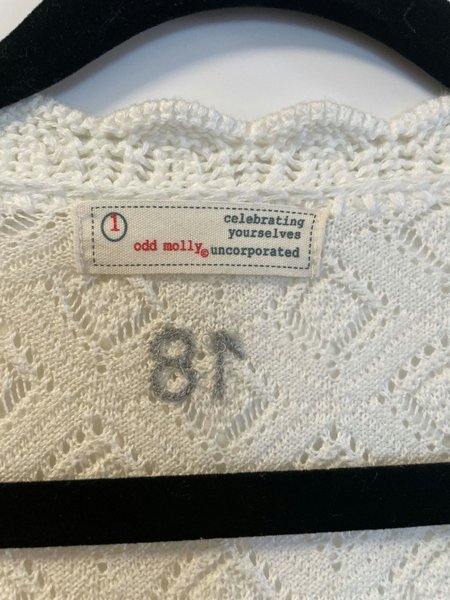 1
celebrating
yourselves
odd molly© uncorporated
18